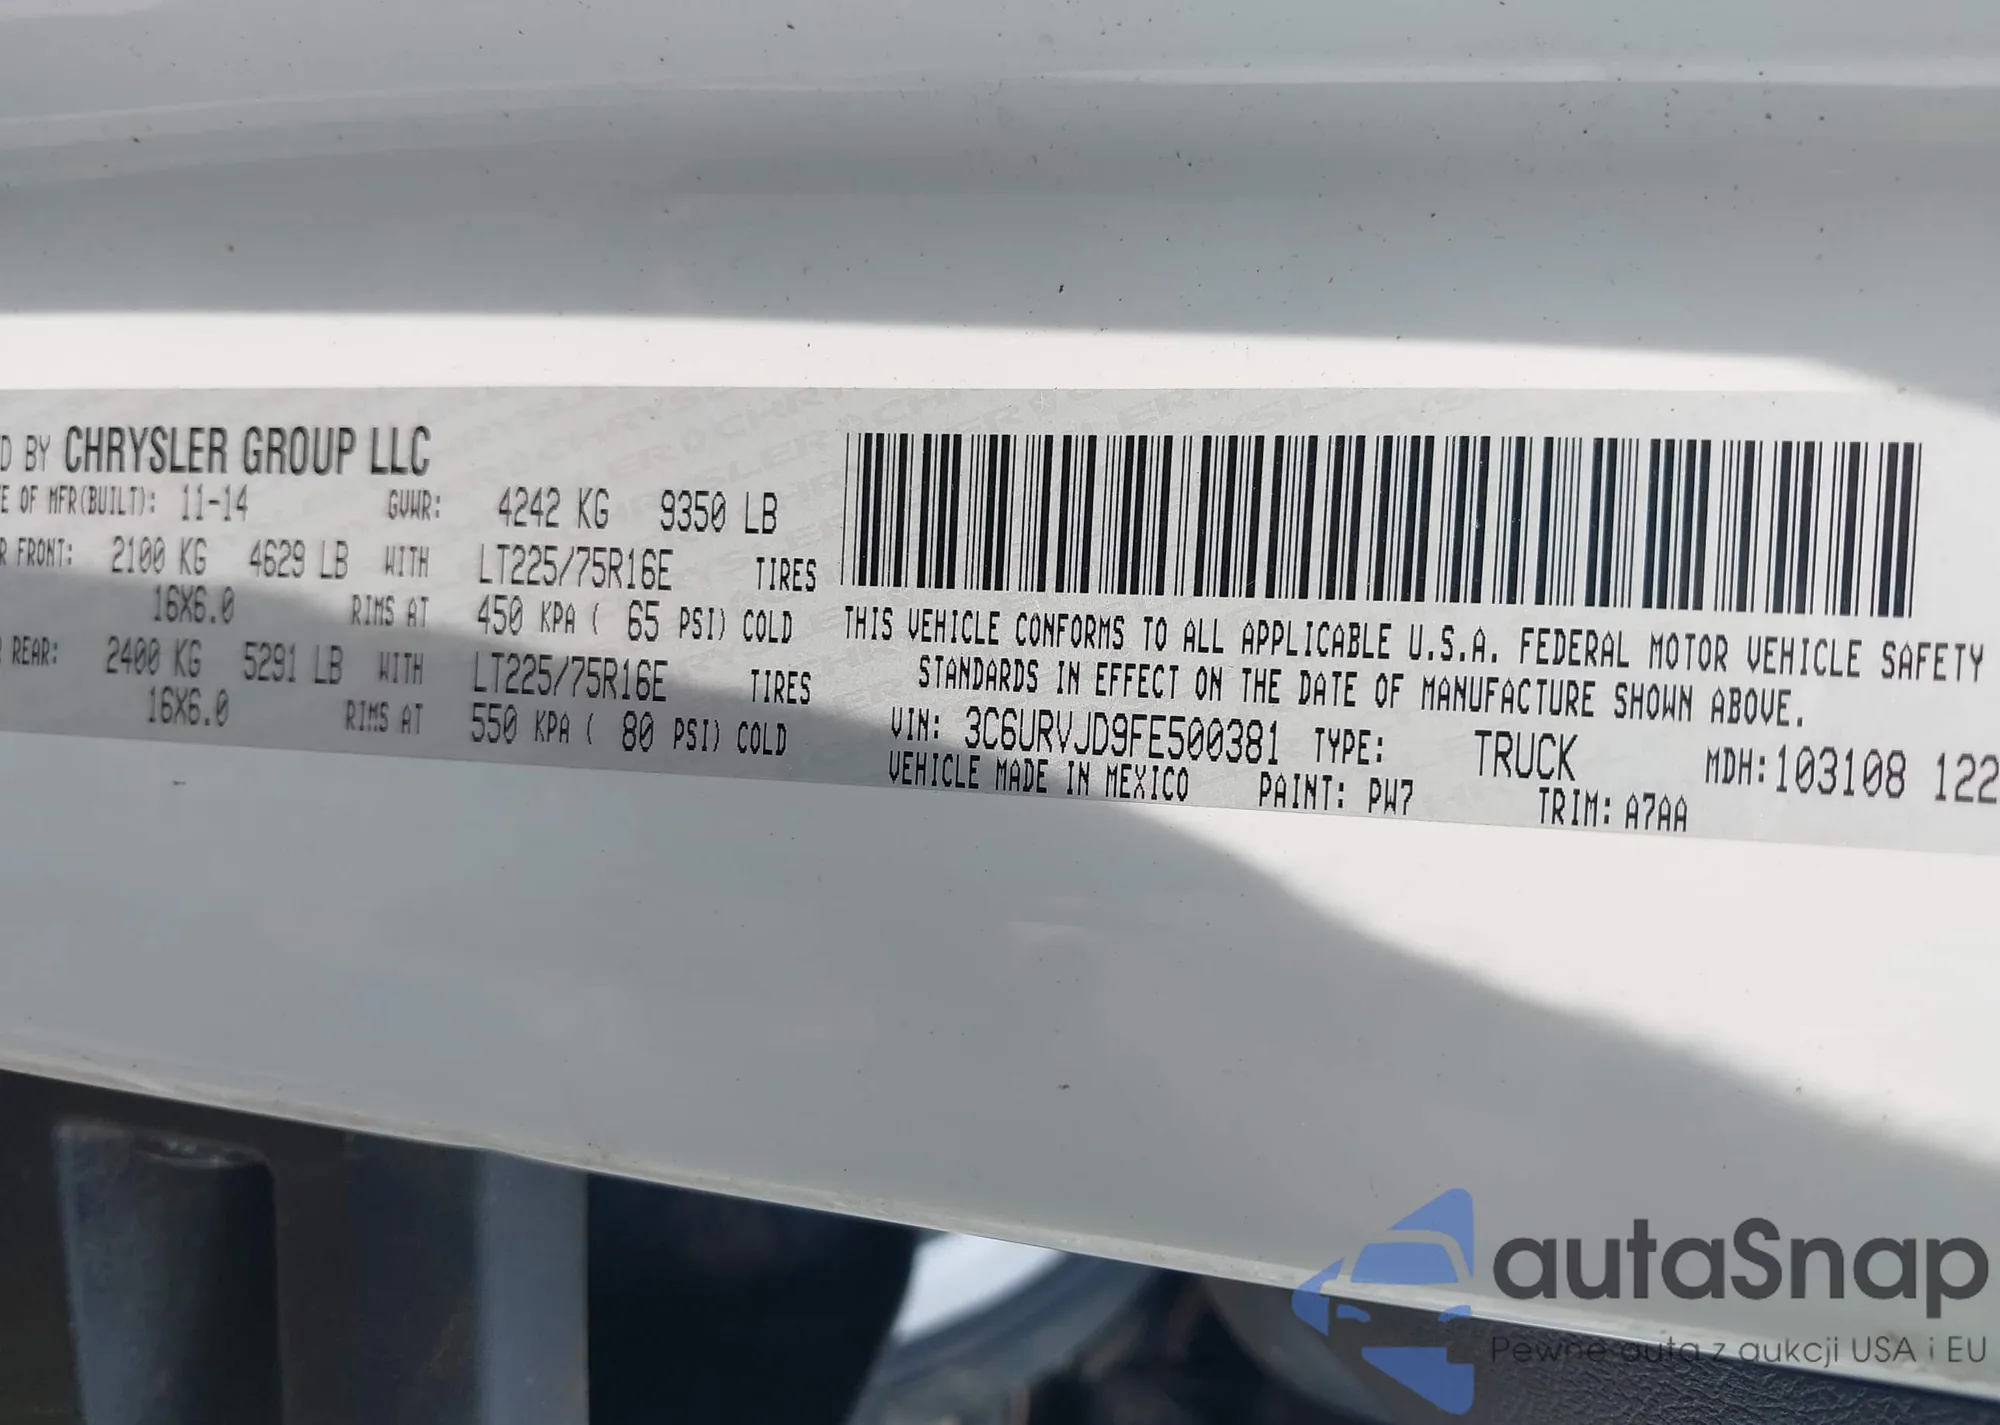 D BY CHRYSLER GROUP LLC
E OF MFR(BUILT): 11-14 GVWR: 4242 KG 9350 LB
R FRONT: 2100 KG 4629 LB WITH LT225/75R16E TIRES
16X6.0 RIMS AT 450 KPA ( 65 PSI) COLD
REAR: 2400 KG 5291 LB WITH LT225/75R16E TIRES
16X6.0 RIMS AT 550 KPA ( 80 PSI) COLD
THIS VEHICLE CONFORMS TO ALL APPLICABLE U.S.A. FEDERAL MOTOR VEHICLE SAFETY
STANDARDS IN EFFECT ON THE DATE OF MANUFACTURE SHOWN ABOVE.
VIN: 3C6URVJD9FE500381 TYPE: TRUCK MDH:103108 122
VEHICLE MADE IN MEXICO PAINT: PW7 TRIM: A7AA
autaSnap
Pewne auta z aukcji USA i EU